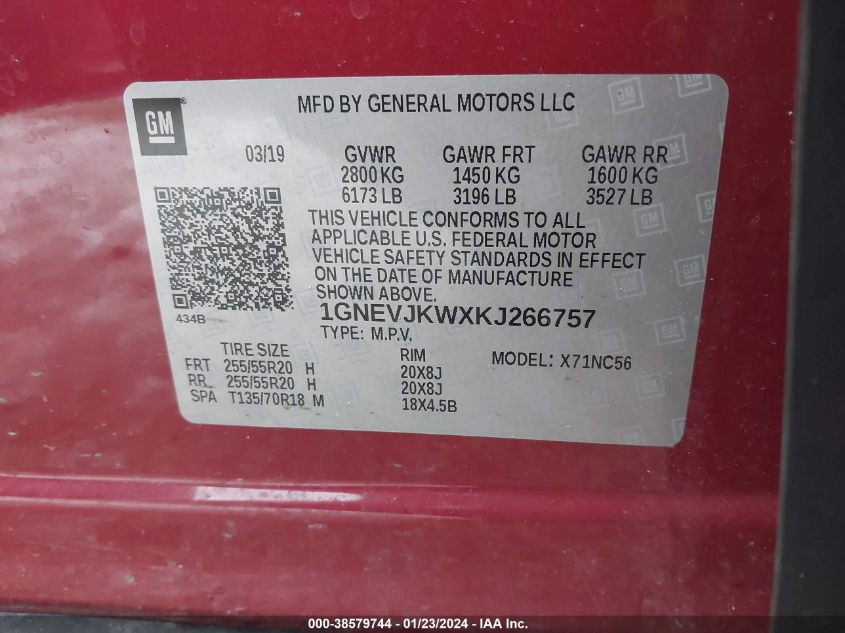 GM
MFD BY GENERAL MOTORS LLC
03/19 GVWR GAWR FRT GAWR RR
2800 KG 1450 KG 1600 KG
6173 LB 3196 LB 3527 LB
THIS VEHICLE CONFORMS TO ALL
APPLICABLE U.S. FEDERAL MOTOR
VEHICLE SAFETY STANDARDS IN EFFECT
ON THE DATE OF MANUFACTURE
SHOWN ABOVE.
434B
1GNEVJKWXKJ266757
TYPE: M.P.V.
TIRE SIZE RIM MODEL: X71NC56
FRT 255/55R20 H 20X8J
RR 255/55R20 H 20X8J
SPA T135/70R18 M 18X4.5B
000-38579744 - 01/23/2024 - IAA Inc.